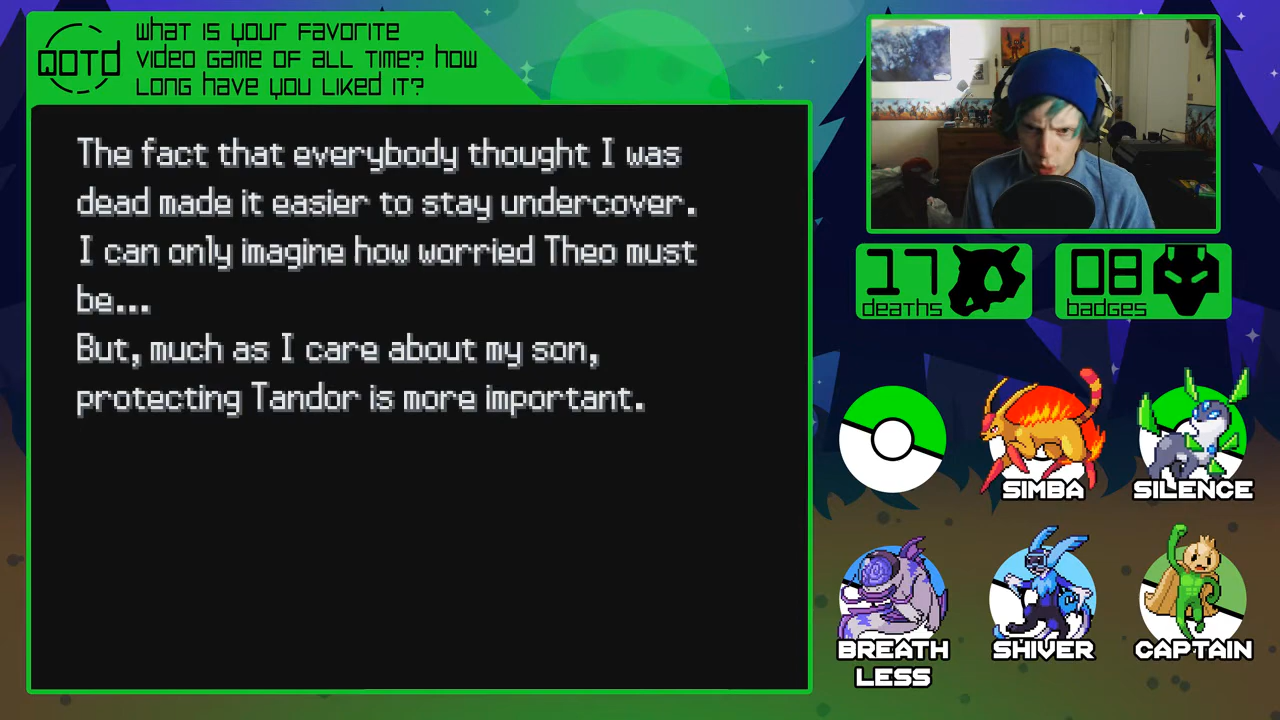 QOTD
WHAT IS YOUR FAVORITE
VIDEO GAME OF ALL TIME? HOW
LONG HAVE YOU LIKED IT?
The fact that everybody thought I was
dead made it easier to stay undercover.
I can only imagine how worried Theo must
be...
But, much as I care about my son,
protecting Tandor is more important.
17
deaths
08
badges
SIMBA
SILENCE
BREATH
LESS
SHIVER
CAPTAIN